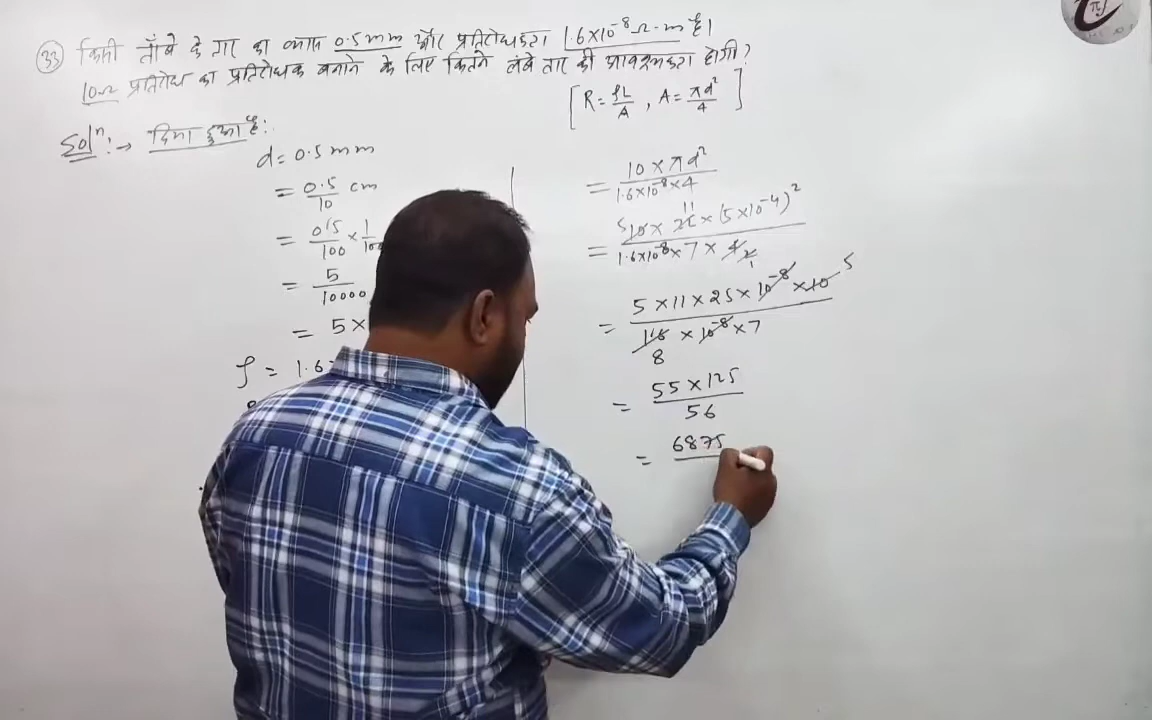 33 किसी ताँबे के तार का व्यास 0.5mm और प्रतिरोधकता 1.6×10⁻⁸ Ω-m है।
10Ω प्रतिरोध का प्रतिरोधक बनाने के लिए कितने लंबे तार की आवश्यकता होगी?
[R = ρL/A , A = πd²/4]
Solⁿ:→ दिया हुआ है:
d = 0.5 mm
= 0.5/10 cm
= 0.5/100 ×
= 5/10000
= 5×
ρ = 1.6
= 10 × πd² / 1.6×10⁻⁸×4
= 5 10 × 11 22 × (5×10⁻⁴)² / 1.6×10⁻⁸×7×4 2 1
= 5×11×25×10⁻⁸×10 5 / 16 8 ×10⁻⁸×7
= 55×125 / 56
= 6875